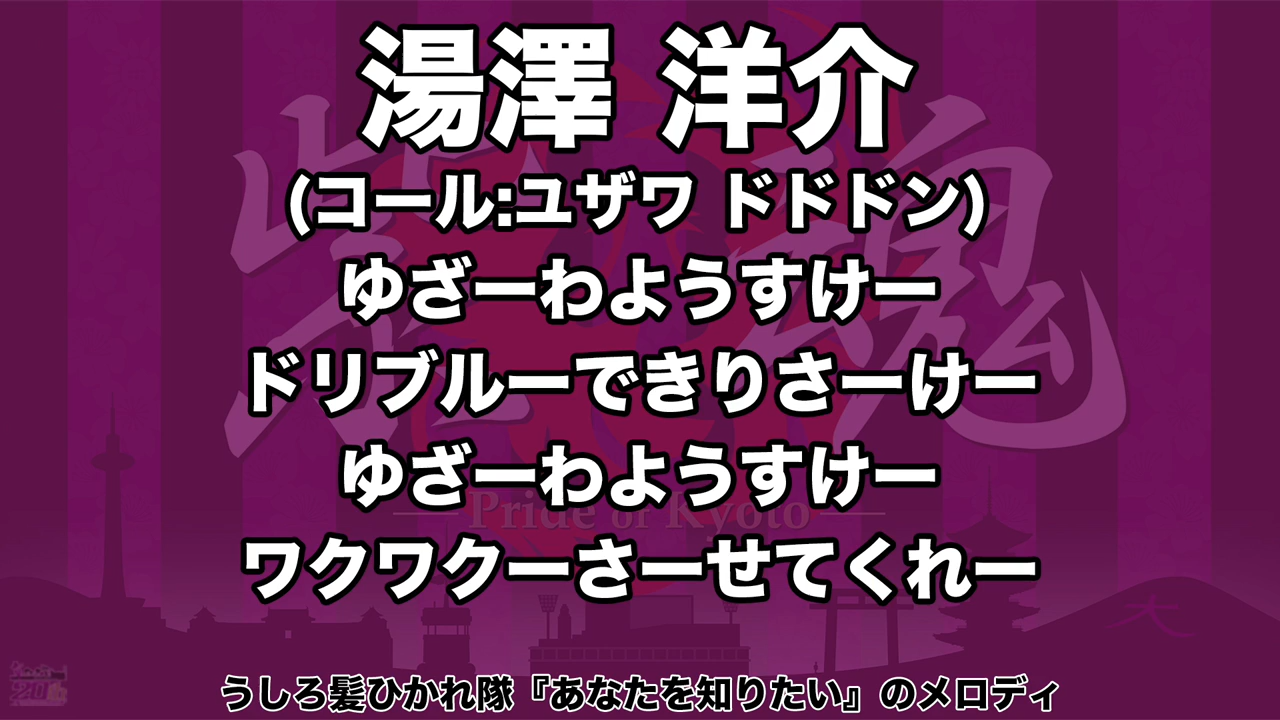 湯澤 洋介
(コール:ユザワ ドドドン)
ゆざーわようすけー
ドリブルーできりさーけー
ゆざーわようすけー
ワクワクーさーせてくれー
うしろ髪ひかれ隊『あなたを知りたい』のメロディ
紫魂
Pride of Kyoto
大